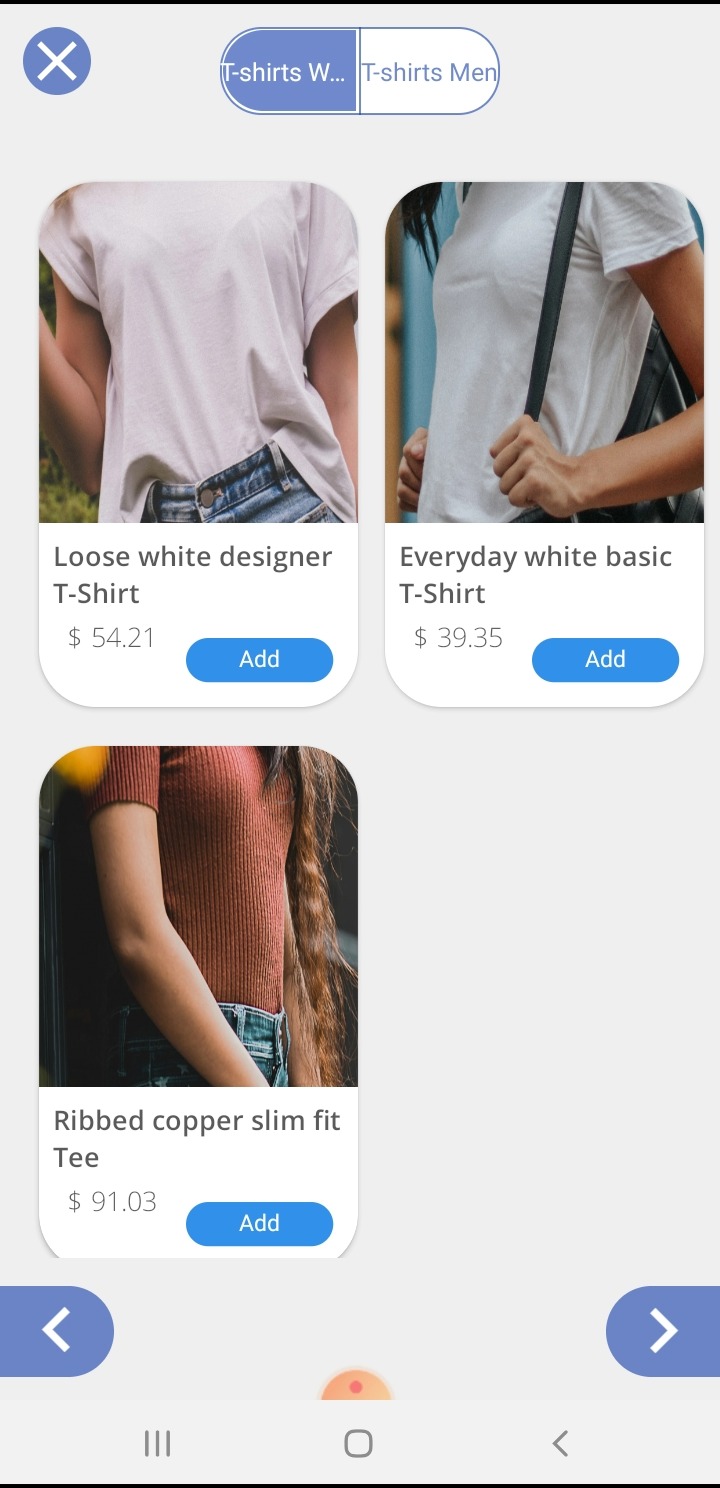 T-shirts W...
T-shirts Men
Loose white designer
T-Shirt
$ 54.21
Add
Everyday white basic
T-Shirt
$ 39.35
Add
Ribbed copper slim fit
Tee
$ 91.03
Add